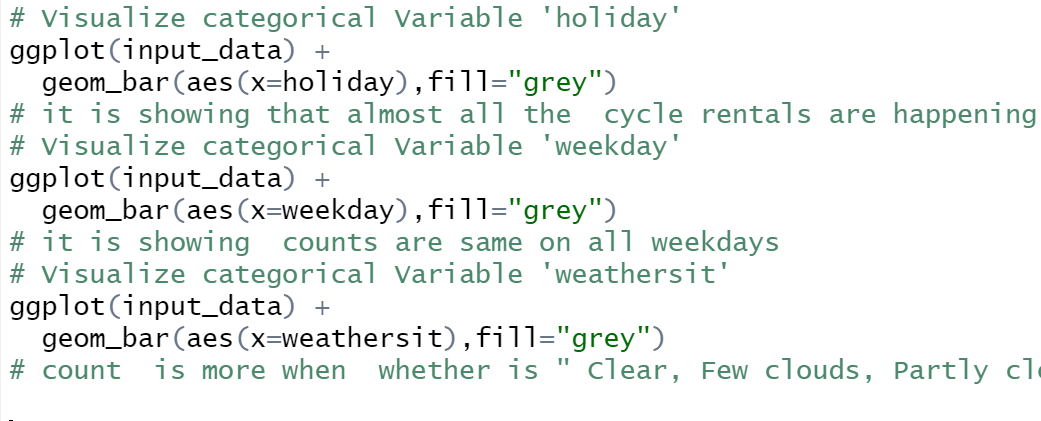 # Visualize categorical Variable 'holiday'
ggplot(input_data) +
  geom_bar(aes(x=holiday),fill="grey")
# it is showing that almost all the  cycle rentals are happening
# Visualize categorical Variable 'weekday'
ggplot(input_data) +
  geom_bar(aes(x=weekday),fill="grey")
# it is showing  counts are same on all weekdays
# Visualize categorical Variable 'weathersit'
ggplot(input_data) +
  geom_bar(aes(x=weathersit),fill="grey")
# count  is more when  whether is " Clear, Few clouds, Partly